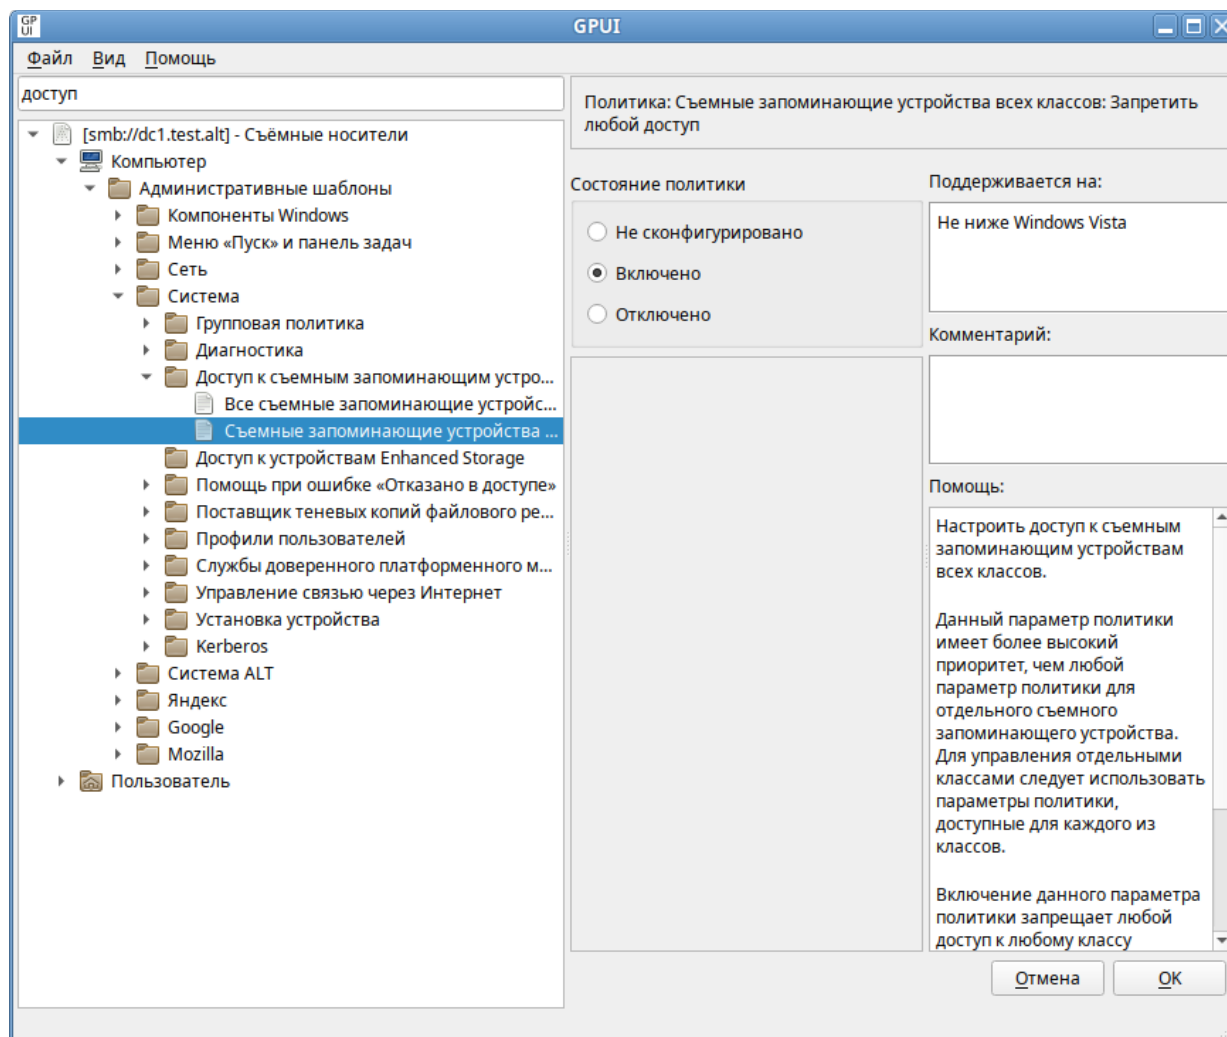 GP
UI
GPUI
Файл Вид Помощь
доступ
[smb://dc1.test.alt] - Съёмные носители
Компьютер
Административные шаблоны
Компоненты Windows
Меню «Пуск» и панель задач
Сеть
Система
Групповая политика
Диагностика
Доступ к съемным запоминающим устро...
Все съемные запоминающие устройс...
Съемные запоминающие устройства ...
Доступ к устройствам Enhanced Storage
Помощь при ошибке «Отказано в доступе»
Поставщик теневых копий файлового ре...
Профили пользователей
Службы доверенного платформенного м...
Управление связью через Интернет
Установка устройства
Kerberos
Система ALT
Яндекс
Google
Mozilla
Пользователь
Политика: Съемные запоминающие устройства всех классов: Запретить
любой доступ
Состояние политики
Не сконфигурировано
Включено
Отключено
Поддерживается на:
Не ниже Windows Vista
Комментарий:
Помощь:
Настроить доступ к съемным
запоминающим устройствам
всех классов.
Данный параметр политики
имеет более высокий
приоритет, чем любой
параметр политики для
отдельного съемного
запоминающего устройства.
Для управления отдельными
классами следует использовать
параметры политики,
доступные для каждого из
классов.
Включение данного параметра
политики запрещает любой
доступ к любому классу
Отмена
OK